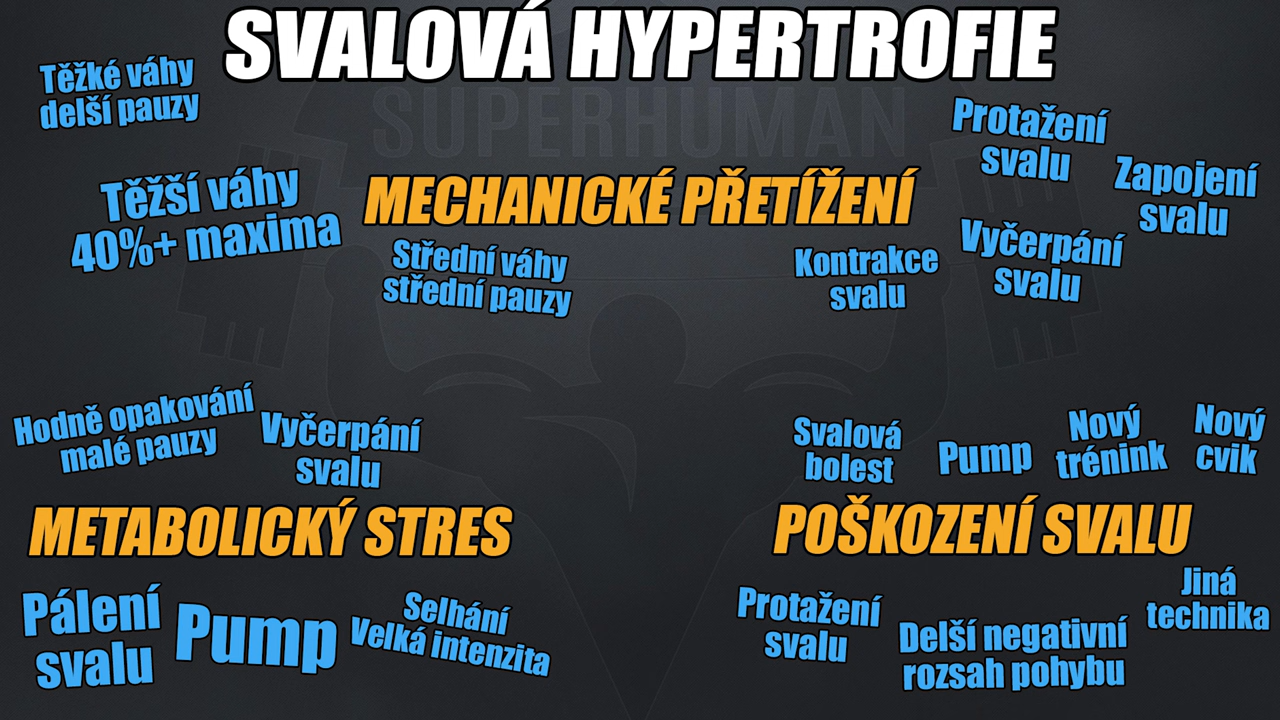 SVALOVÁ HYPERTROFIE
SUPERHUMAN
Těžké váhy
delší pauzy
Těžší váhy
40%+ maxima
MECHANICKÉ PŘETÍŽENÍ
Střední váhy
střední pauzy
Kontrakce
svalu
Protažení
svalu
Zapojení
svalu
Vyčerpání
svalu
Hodně opakování
malé pauzy
Vyčerpání
svalu
METABOLICKÝ STRES
Pálení
svalu
Pump
Selhání
Velká intenzita
Svalová
bolest
Pump
Nový
trénink
Nový
cvik
POŠKOZENÍ SVALU
Protažení
svalu
Delší negativní
rozsah pohybu
Jiná
technika